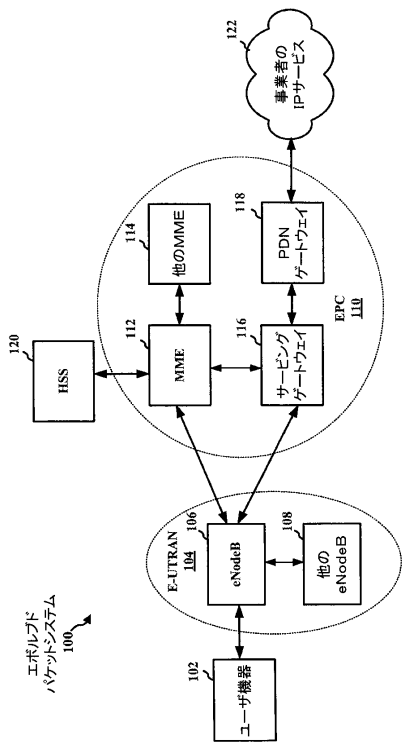 エボルブド
パケットシステム
100
102
ユーザ機器
E-UTRAN
104
106
eNodeB
108
他の
eNodeB
120
HSS
112
MME
114
他のMME
116
サービング
ゲートウェイ
118
PDN
ゲートウェイ
EPC
110
122
事業者の
IPサービス